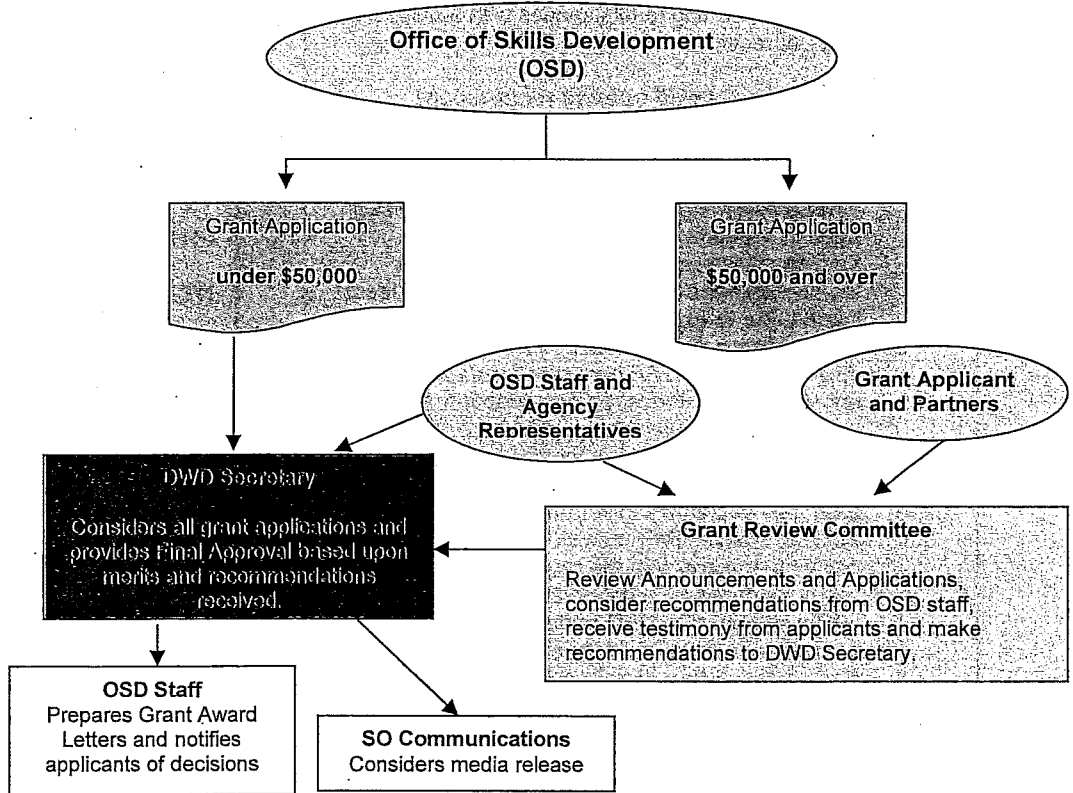 Office of Skills Development
(OSD)
Grant Application
under $50,000
Grant Application
$50,000 and over
OSD Staff and
Agency
Representatives
Grant Applicant
and Partners
DWD Secretary
Considers all grant applications and
provides Final Approval based upon
merits and recommendations
received.
Grant Review Committee
Review Announcements and Applications,
consider recommendations from OSD staff,
receive testimony from applicants and make
recommendations to DWD Secretary.
OSD Staff
Prepares Grant Award
Letters and notifies
applicants of decisions
SO Communications
Considers media release